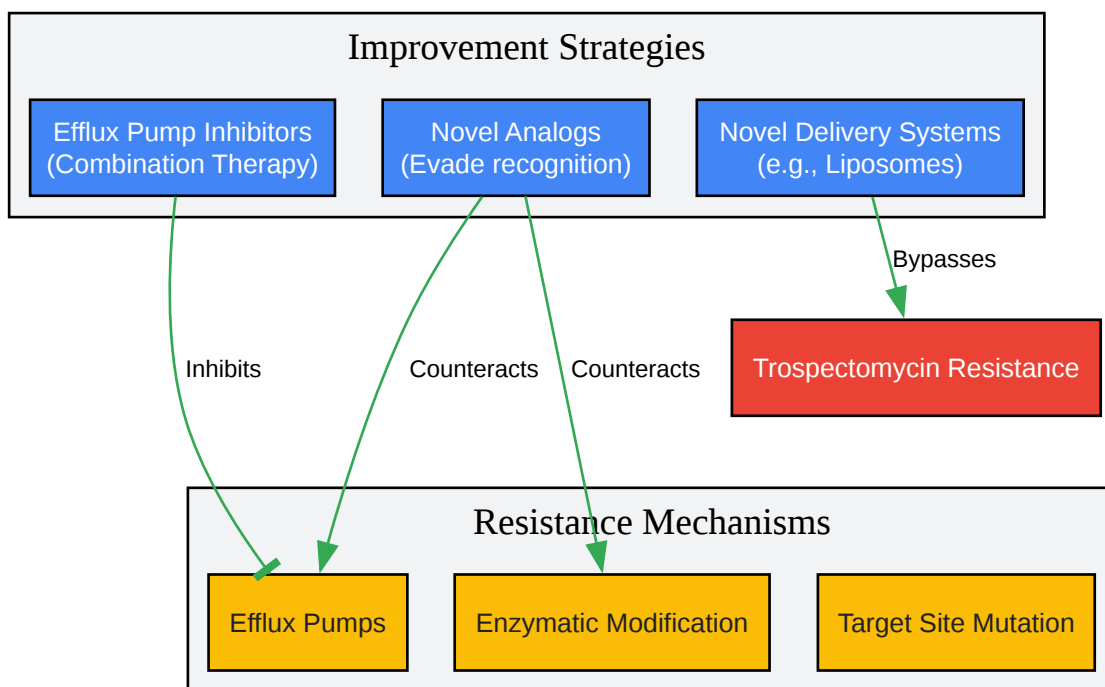 Improvement Strategies
Efflux Pump Inhibitors
(Combination Therapy)
Novel Analogs
(Evade recognition)
Novel Delivery Systems
(e.g., Liposomes)
Bypasses
Inhibits
Counteracts
Counteracts
Trospectomycin Resistance
Resistance Mechanisms
Efflux Pumps
Enzymatic Modification
Target Site Mutation